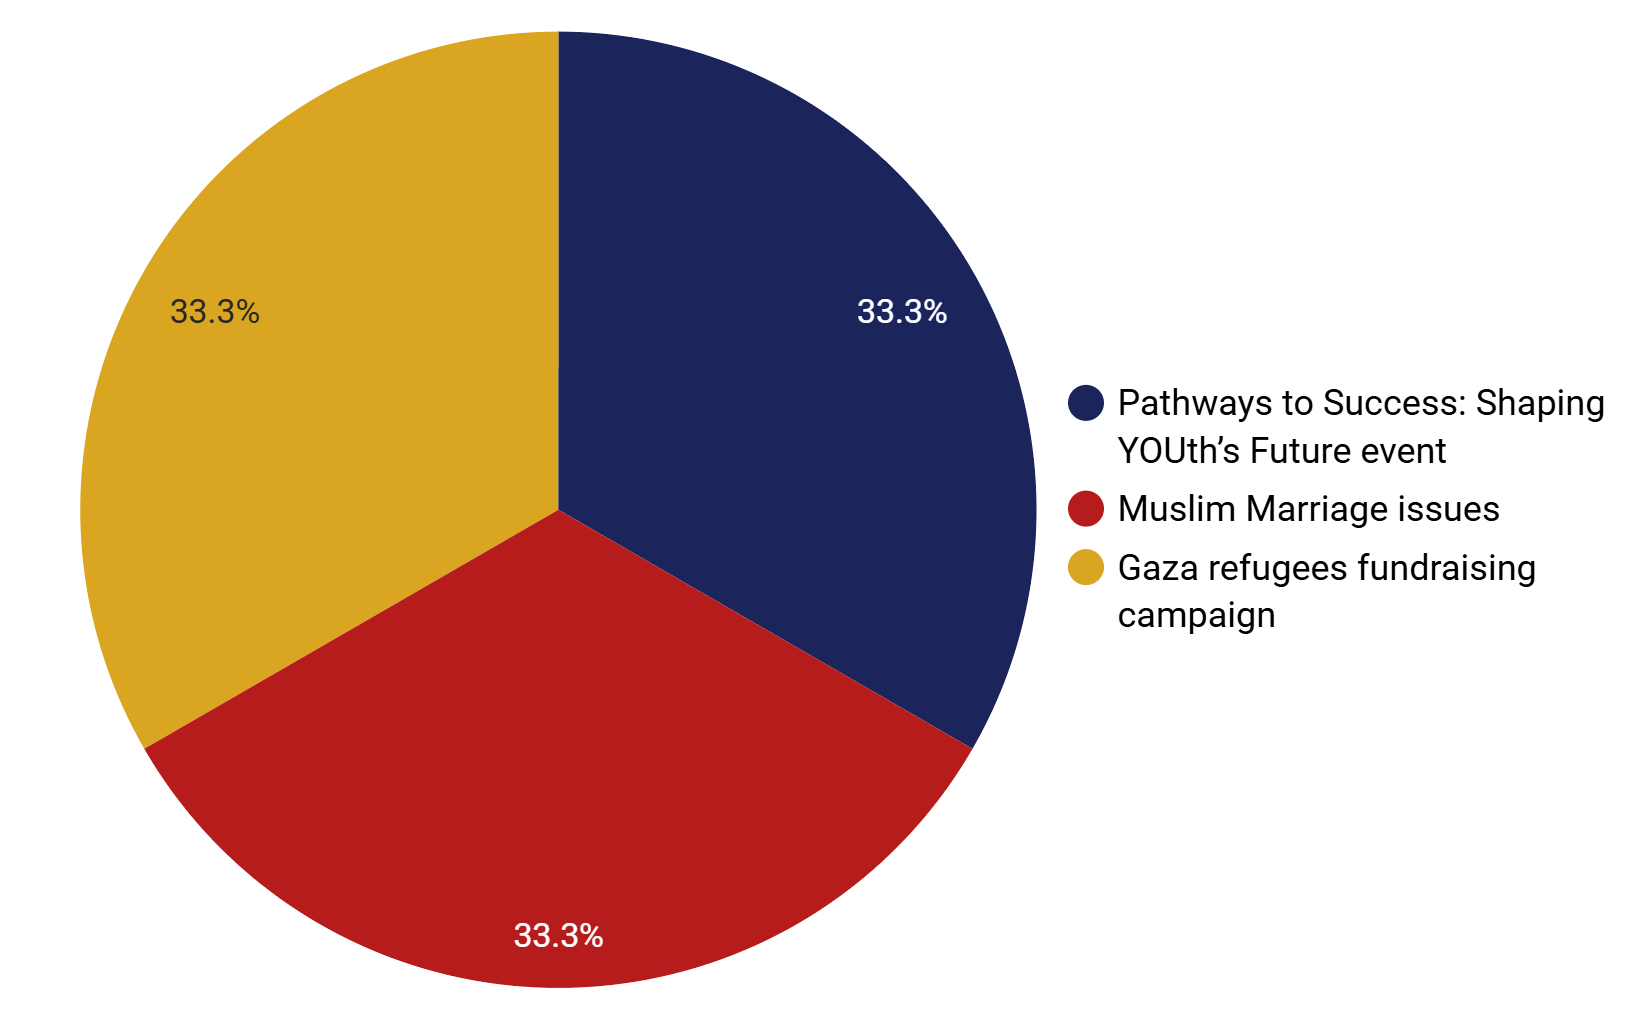 33.3%
33.3%
33.3%
Pathways to Success: Shaping
YOUth’s Future event
Muslim Marriage issues
Gaza refugees fundraising
campaign